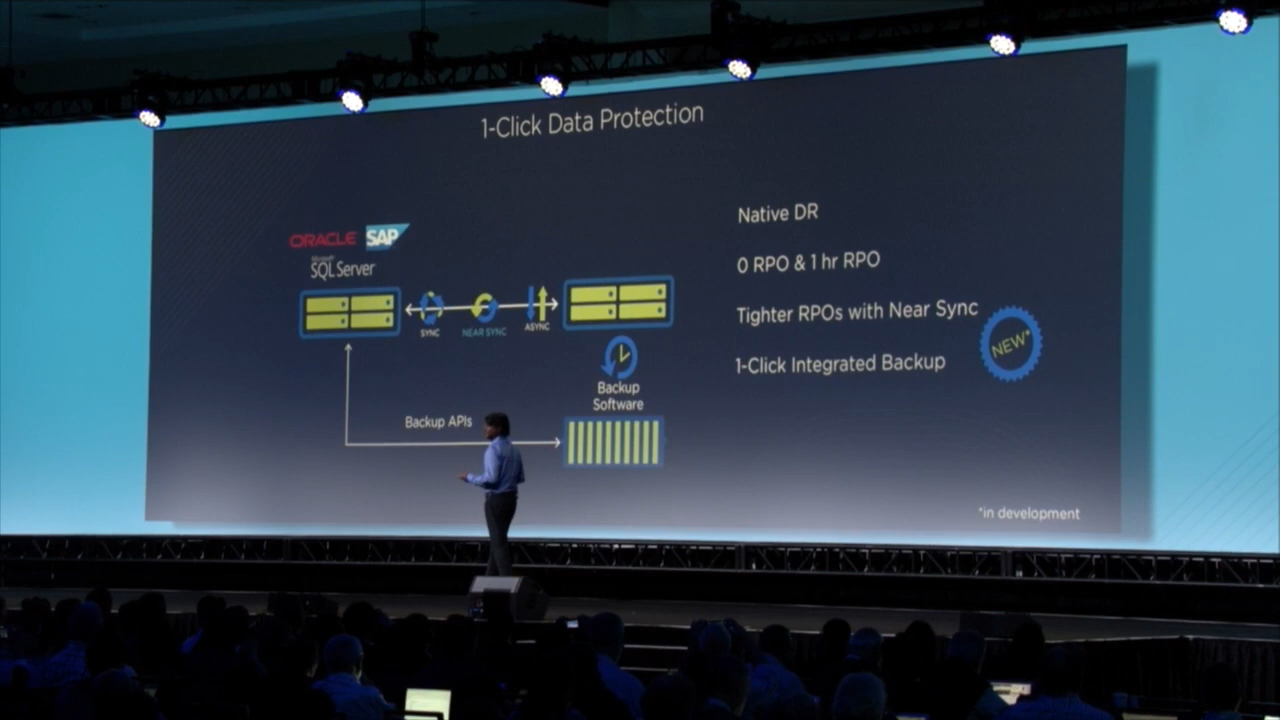 1-Click Data Protection
ORACLE SAP
Microsoft
SQL Server
SYNC
NEAR SYNC
ASYNC
Backup
Software
Backup APIs
Native DR
0 RPO & 1 hr RPO
Tighter RPOs with Near Sync
1-Click Integrated Backup
NEW*
*in development